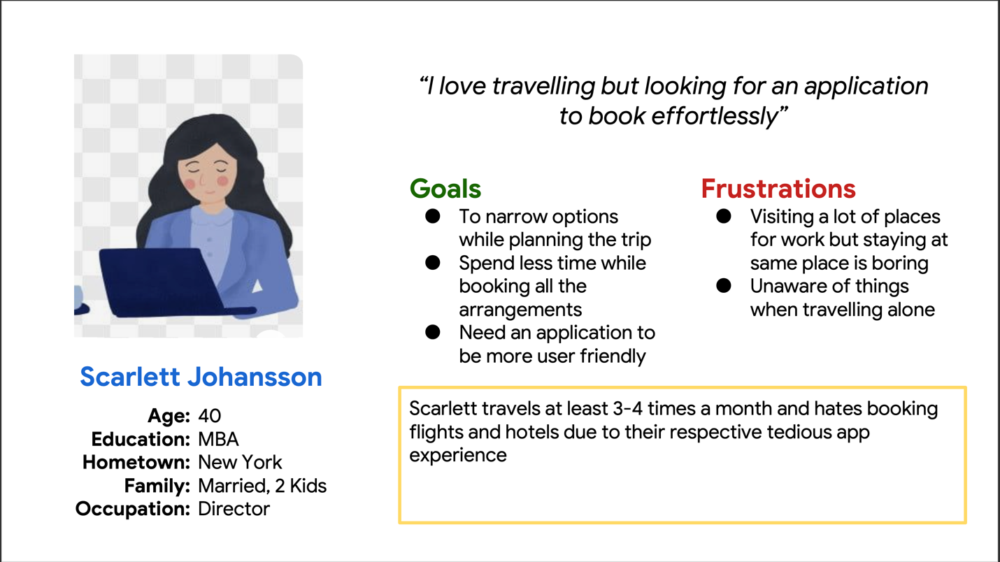 “I love travelling but looking for an application
to book effortlessly”
Goals
● To narrow options
while planning the trip
● Spend less time while
booking all the
arrangements
● Need an application to
be more user friendly
Frustrations
● Visiting a lot of places
for work but staying at
same place is boring
● Unaware of things
when travelling alone
Scarlett Johansson
Age: 40
Education: MBA
Hometown: New York
Family: Married, 2 Kids
Occupation: Director
Scarlett travels at least 3-4 times a month and hates booking
flights and hotels due to their respective tedious app
experience